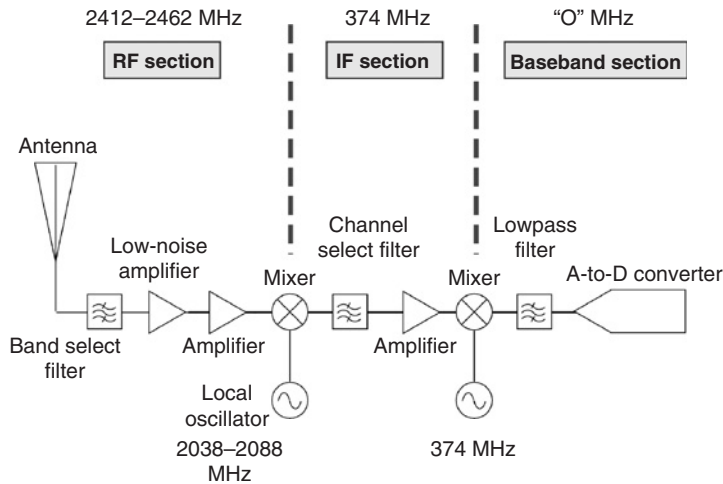 2412–2462 MHz
374 MHz
“O” MHz
RF section
IF section
Baseband section
Antenna
Channel
select filter
Lowpass
filter
Low-noise
amplifier
Mixer
Mixer
A-to-D converter
Band select
filter
Amplifier
Amplifier
Local
oscillator
2038–2088
MHz
374 MHz